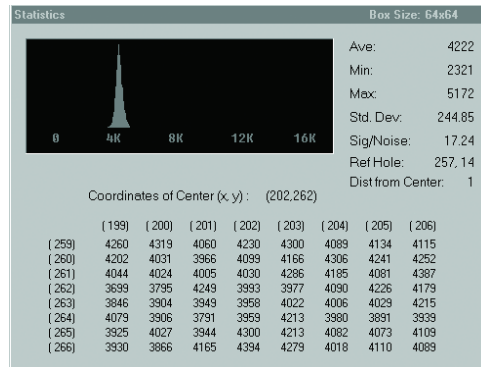 Statistics Box Size: 64x64
Ave: 4222
Min: 2321
Max: 5172
Std. Dev: 244.85
Sig/Noise: 17.24
Ref Hole: 257, 14
Dist from Center: 1
0 4K 8K 12K 16K
Coordinates of Center (x, y) : (202,262)
(199) (200) (201) (202) (203) (204) (205) (206)
(259) 4260 4319 4060 4230 4300 4089 4134 4115
(260) 4202 4031 3966 4099 4166 4306 4241 4252
(261) 4044 4024 4005 4030 4286 4185 4081 4387
(262) 3699 3795 4249 3993 3977 4090 4226 4179
(263) 3846 3904 3949 3958 4022 4006 4029 4215
(264) 4079 3906 3791 3959 4213 3980 3891 3939
(265) 3925 4027 3944 4300 4213 4082 4073 4109
(266) 3930 3866 4165 4394 4279 4018 4110 4089